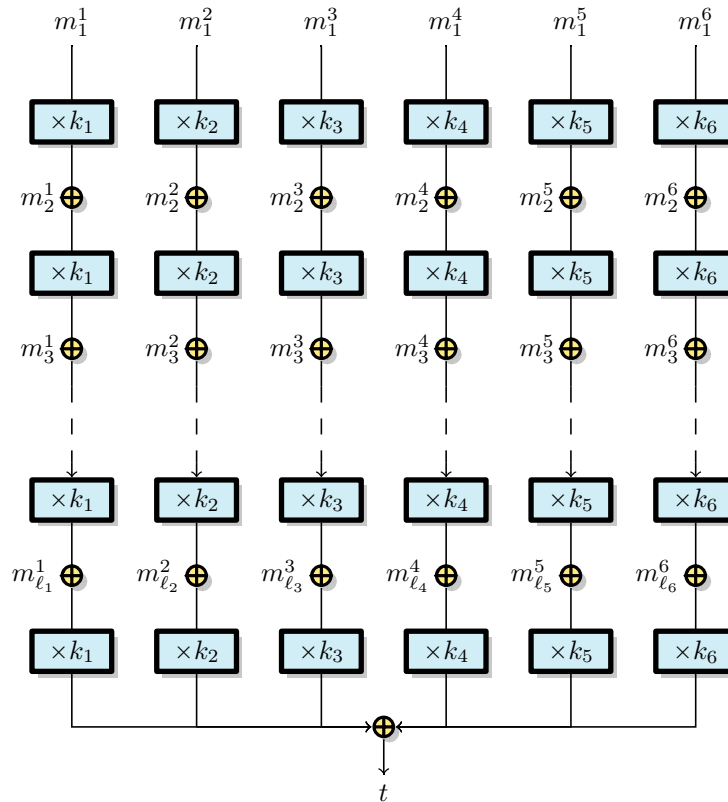 m_1^1 m_1^2 m_1^3 m_1^4 m_1^5 m_1^6
×k_1 ×k_2 ×k_3 ×k_4 ×k_5 ×k_6
m_2^1 m_2^2 m_2^3 m_2^4 m_2^5 m_2^6
×k_1 ×k_2 ×k_3 ×k_4 ×k_5 ×k_6
m_3^1 m_3^2 m_3^3 m_3^4 m_3^5 m_3^6
×k_1 ×k_2 ×k_3 ×k_4 ×k_5 ×k_6
m_{ℓ_1}^1 m_{ℓ_2}^2 m_{ℓ_3}^3 m_{ℓ_4}^4 m_{ℓ_5}^5 m_{ℓ_6}^6
×k_1 ×k_2 ×k_3 ×k_4 ×k_5 ×k_6
t